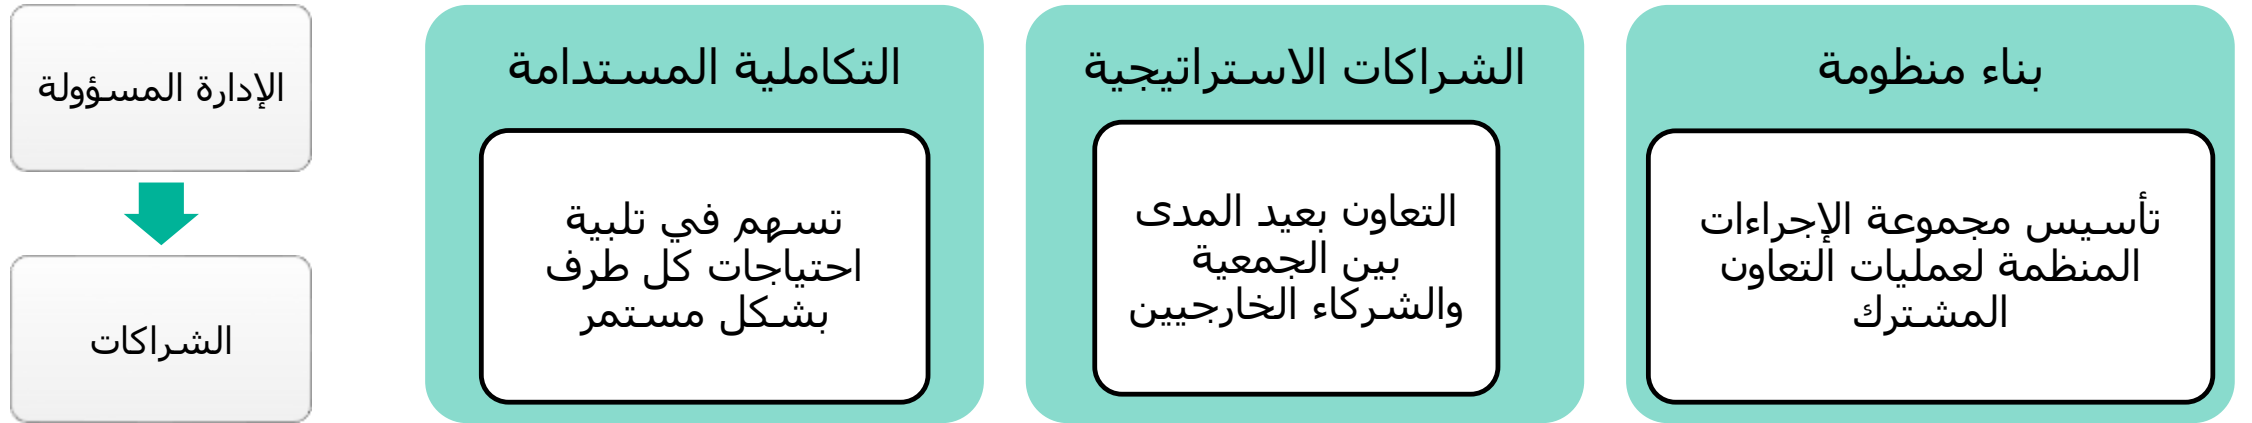 بناء منظومة
تأسيس مجموعة الإجراءات
المنظمة لعمليات التعاون
المشترك
الشراكات الاستراتيجية
التعاون بعيد المدى
بين الجمعية
والشركاء الخارجيين
التكاملية المستدامة
تسهم في تلبية
احتياجات كل طرف
بشكل مستمر
الإدارة المسؤولة
الشراكات